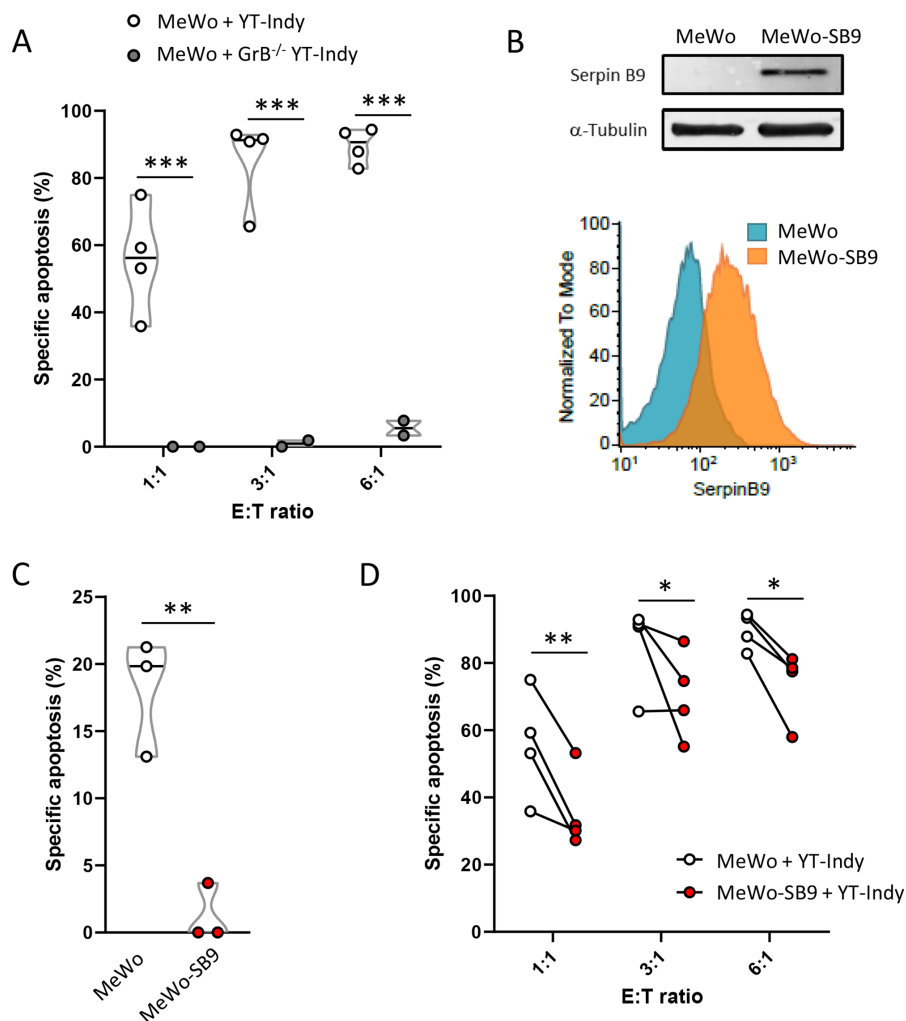 A
MeWo + YT-Indy
MeWo + GrB-/- YT-Indy
Specific apoptosis (%)
100
80
60
40
20
0
***
***
***
1:1
3:1
6:1
E:T ratio
B
MeWo
MeWo-SB9
Serpin B9
α-Tubulin
Normalized To Mode
100
80
60
40
20
0
MeWo
MeWo-SB9
10¹
10²
10³
SerpinB9
C
Specific apoptosis (%)
25
20
15
10
5
0
**
MeWo
MeWo-SB9
D
Specific apoptosis (%)
100
80
60
40
20
0
**
*
*
MeWo + YT-Indy
MeWo-SB9 + YT-Indy
1:1
3:1
6:1
E:T ratio